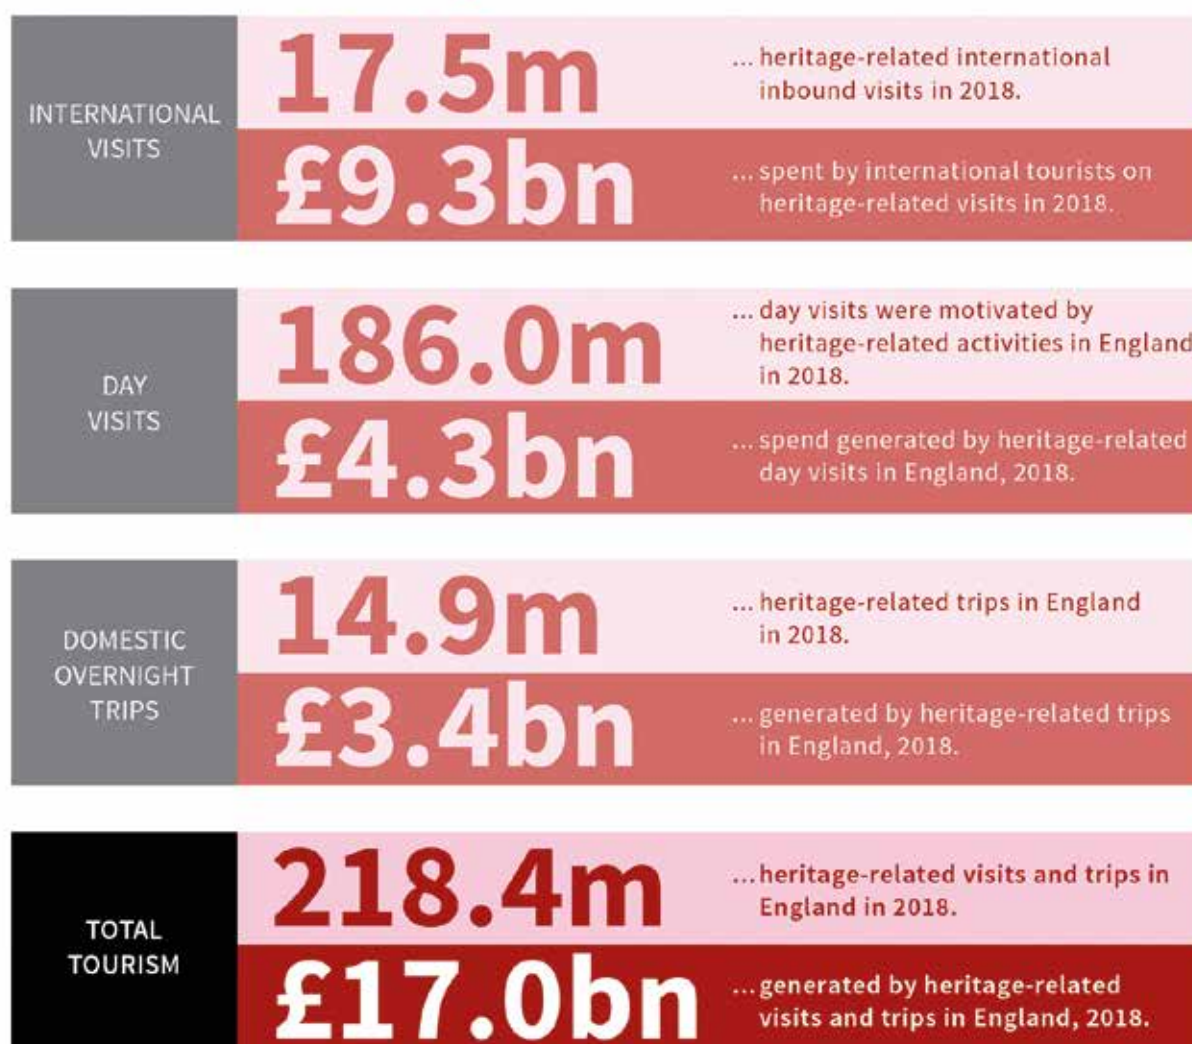 INTERNATIONAL
VISITS
17.5m
... heritage-related international
inbound visits in 2018.
£9.3bn
... spent by international tourists on
heritage-related visits in 2018.
DAY
VISITS
186.0m
... day visits were motivated by
heritage-related activities in England
in 2018.
£4.3bn
... spend generated by heritage-related
day visits in England, 2018.
DOMESTIC
OVERNIGHT
TRIPS
14.9m
... heritage-related trips in England
in 2018.
£3.4bn
... generated by heritage-related trips
in England, 2018.
TOTAL
TOURISM
218.4m
... heritage-related visits and trips in
England in 2018.
£17.0bn
... generated by heritage-related
visits and trips in England, 2018.